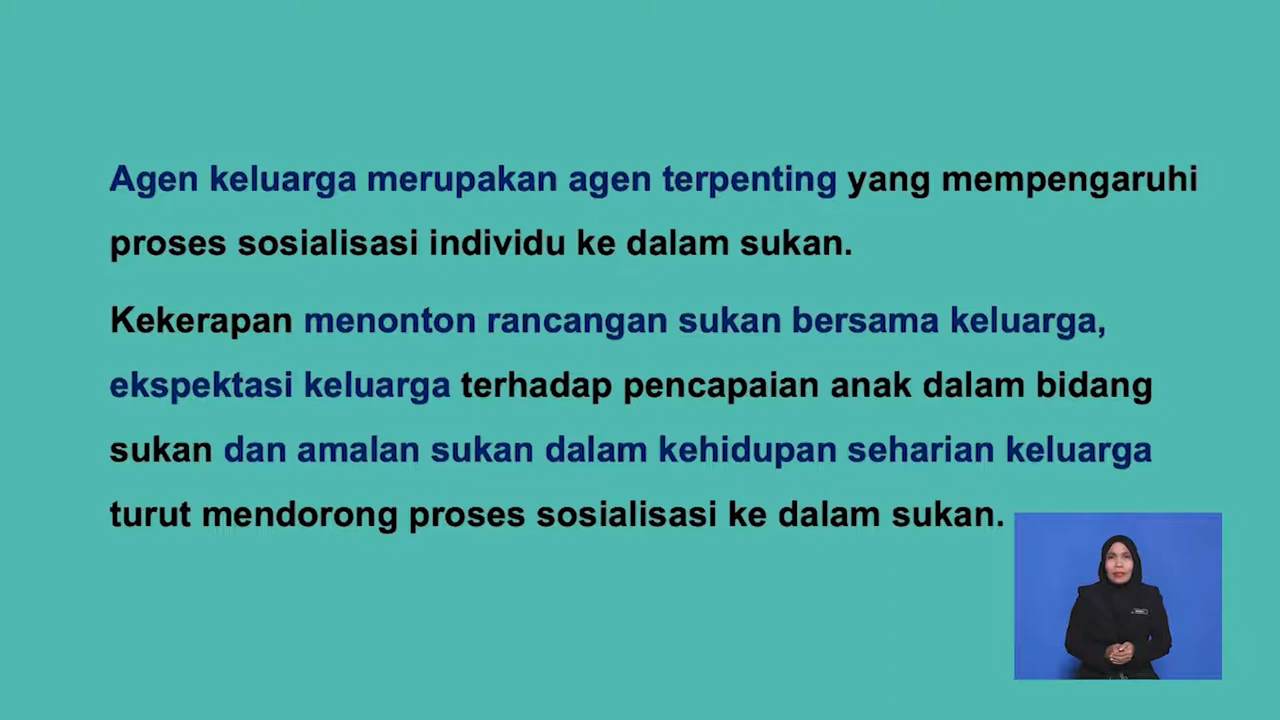 Agen keluarga merupakan agen terpenting yang mempengaruhi
proses sosialisasi individu ke dalam sukan.
Kekerapan menonton rancangan sukan bersama keluarga,
ekspektasi keluarga terhadap pencapaian anak dalam bidang
sukan dan amalan sukan dalam kehidupan seharian keluarga
turut mendorong proses sosialisasi ke dalam sukan.